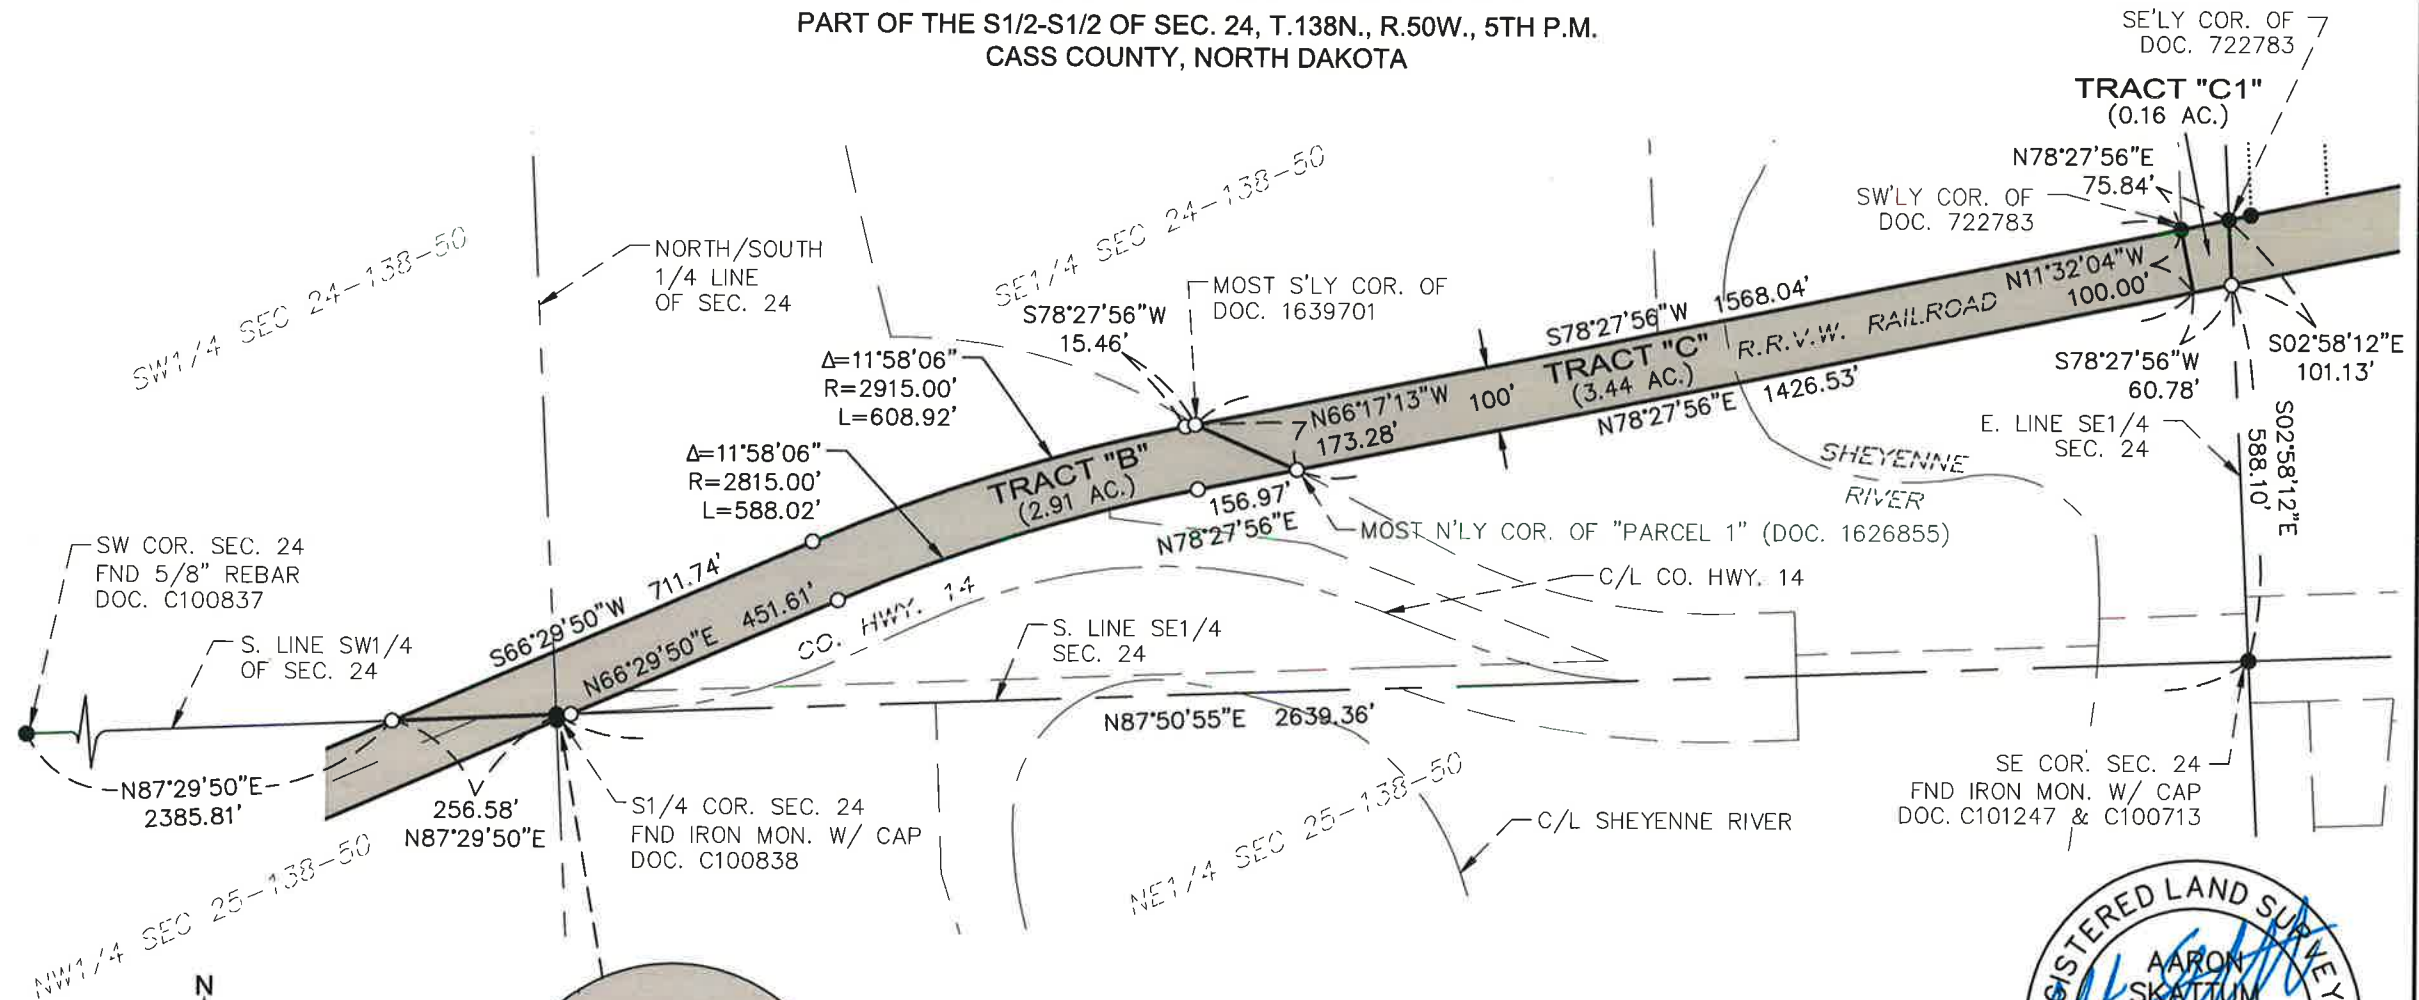 PART OF THE S1/2-S1/2 OF SEC. 24, T.138N., R.50W., 5TH P.M.
CASS COUNTY, NORTH DAKOTA
SE'LY COR. OF
DOC. 722783
TRACT "C1"
(0.16 AC.)
N78°27'56"E
75.84'
SW'LY COR. OF
DOC. 722783
SW1/4 SEC 24-138-50
NORTH/SOUTH
1/4 LINE
OF SEC. 24
SE1/4 SEC 24-138-50
MOST S'LY COR. OF
DOC. 1639701
S78°27'56"W
15.46'
Δ=11°58'06"
R=2915.00'
L=608.92'
Δ=11°58'06"
R=2815.00'
L=588.02'
S78°27'56"W 1568.04'
TRACT "C"
(3.44 AC.)
R.R.V.W. RAILROAD
N11°32'04"W
100.00'
N66°17'13"W
173.28'
100'
N78°27'56"E 1426.53'
S78°27'56"W
60.78'
S02°58'12"E
101.13'
E. LINE SE1/4
SEC. 24
S02°58'12"E
588.10'
SHEYENNE
RIVER
TRACT "B"
(2.91 AC.)
156.97'
N78°27'56"E
MOST N'LY COR. OF "PARCEL 1" (DOC. 1626855)
C/L CO. HWY. 14
SW COR. SEC. 24
FND 5/8" REBAR
DOC. C100837
S. LINE SW1/4
OF SEC. 24
S66°29'50"W 711.74'
N66°29'50"E 451.61'
CO. HWY. 14
S. LINE SE1/4
SEC. 24
N87°50'55"E 2639.36'
N87°29'50"E
2385.81'
256.58'
N87°29'50"E
S1/4 COR. SEC. 24
FND IRON MON. W/ CAP
DOC. C100838
SE COR. SEC. 24
FND IRON MON. W/ CAP
DOC. C101247 & C100713
C/L SHEYENNE RIVER
NW1/4 SEC 25-138-50
NE1/4 SEC 25-138-50
N
GISTERED LAND SURVEY
AARON
SKATTUM